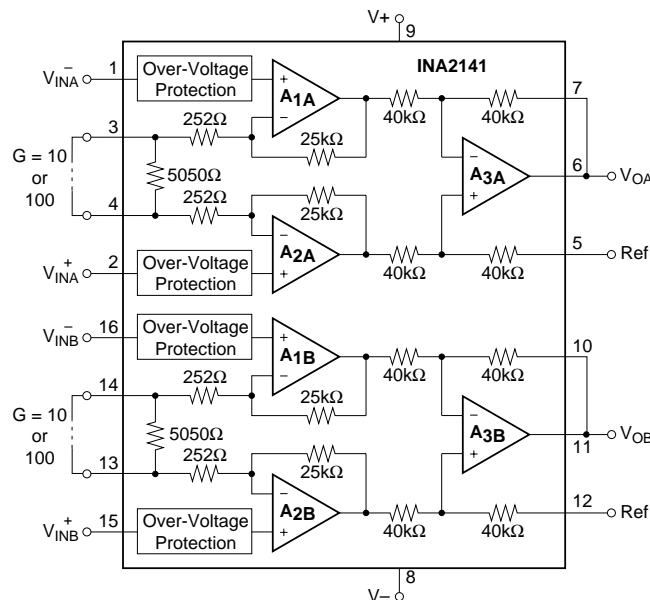 V+
9
INA2141
V−INA
1
Over-Voltage
Protection
A1A
40kΩ
40kΩ
7
3
252Ω
25kΩ
G = 10
or
100
5050Ω
A3A
6
VOA
4
252Ω
25kΩ
5
Ref
V+INA
2
Over-Voltage
Protection
A2A
40kΩ
40kΩ
V−INB
16
Over-Voltage
Protection
A1B
40kΩ
40kΩ
10
14
252Ω
25kΩ
G = 10
or
100
5050Ω
A3B
11
VOB
13
252Ω
25kΩ
12
Ref
V+INB
15
Over-Voltage
Protection
A2B
40kΩ
40kΩ
8
V−